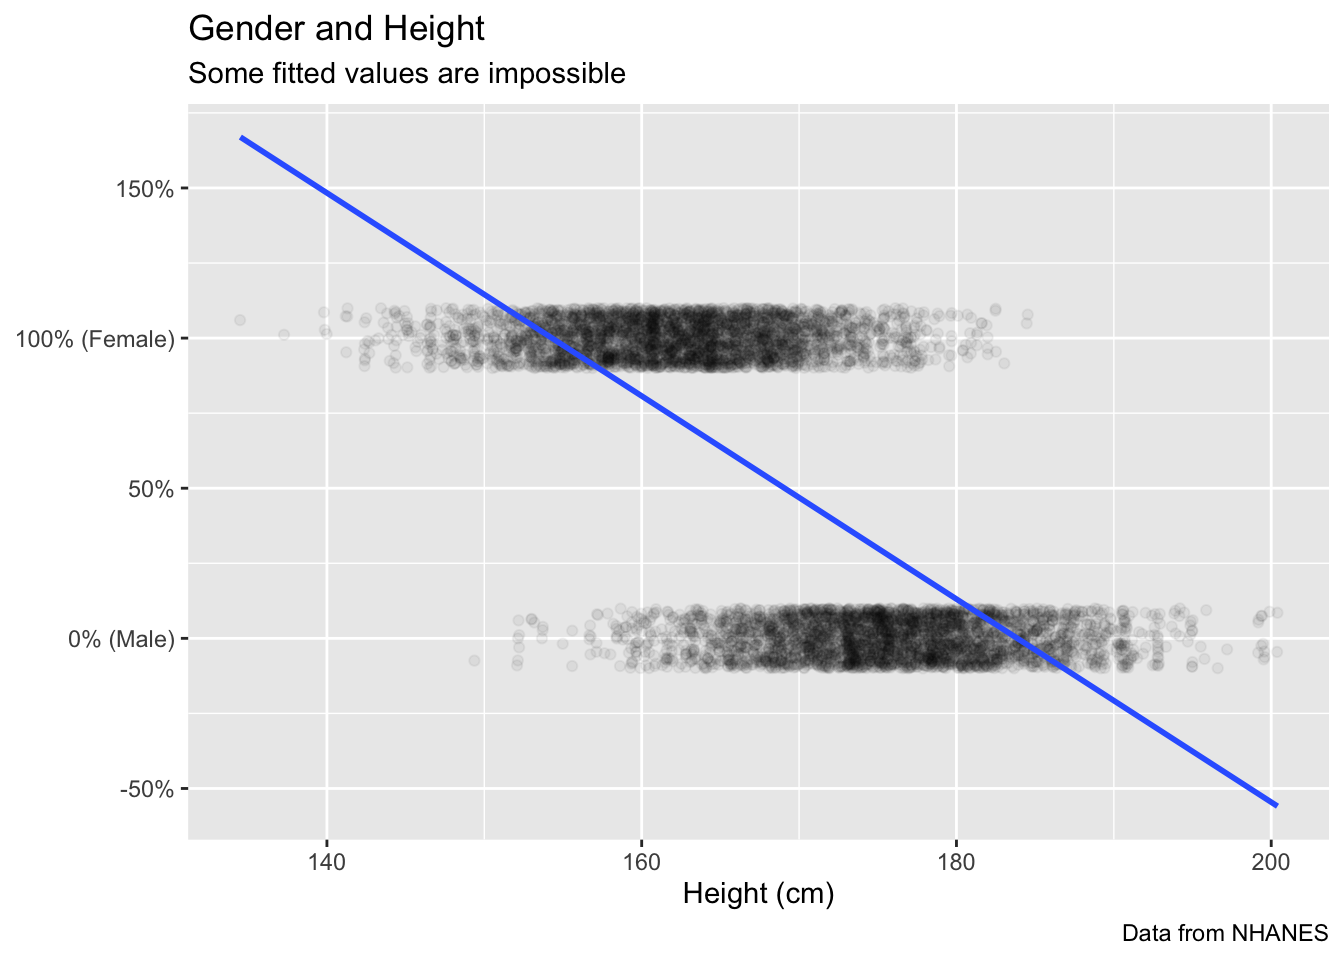 Gender and Height
Some fitted values are impossible
150%
100% (Female)
50%
0% (Male)
-50%
140 160 180 200
Height (cm)
Data from NHANES